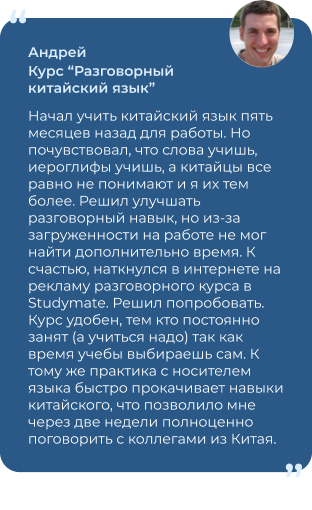 Андрей
Курс “Разговорный
китайский язык”
Начал учить китайский язык пять
месяцев назад для работы. Но
почувствовал, что слова учишь,
иероглифы учишь, а китайцы все
равно не понимают и я их тем
более. Решил улучшать
разговорный навык, но из-за
загруженности на работе не мог
найти дополнительно время. К
счастью, наткнулся в интернете на
рекламу разговорного курса в
Studymate. Решил попробовать.
Курс удобен, тем кто постоянно
занят (а учиться надо) так как
время учебы выбираешь сам. К
тому же практика с носителем
языка быстро прокачивает навыки
китайского, что позволило мне
через две недели полноценно
поговорить с коллегами из Китая.